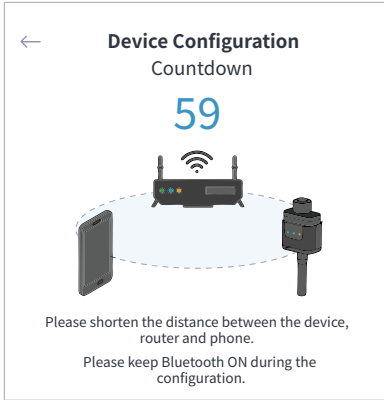 Device Configuration
Countdown
59
Please shorten the distance between the device,
router and phone.
Please keep Bluetooth ON during the
configuration.